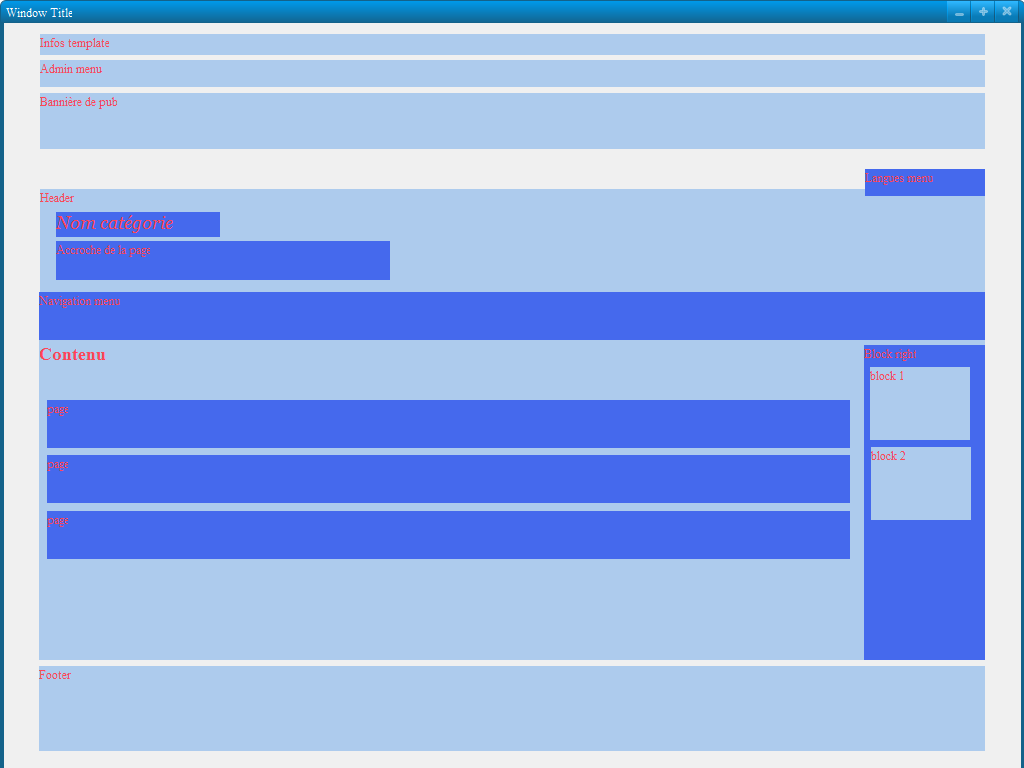 Window Title
Infos template
Admin menu
Bannière de pub
Langues menu
Header
Nom catégorie
Accroche de la page
Navigation menu
Contenu
Block right
block 1
page
block 2
page
page
Footer